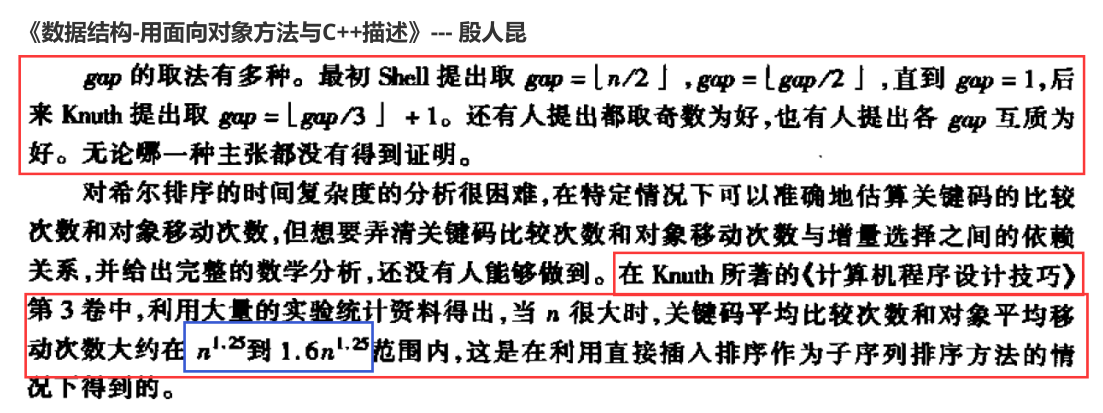 《数据结构-用面向对象方法与C++描述》--- 殷人昆
gap 的取法有多种。最初 Shell 提出取 gap = ⌊n/2⌋ ,gap = ⌊gap/2⌋ ,直到 gap = 1,后
来 Knuth 提出取 gap = ⌊gap/3⌋ + 1。还有人提出都取奇数为好,也有人提出各 gap 互质为
好。无论哪一种主张都没有得到证明。
对希尔排序的时间复杂度的分析很困难,在特定情况下可以准确地估算关键码的比较
次数和对象移动次数,但想要弄清关键码比较次数和对象移动次数与增量选择之间的依赖
关系,并给出完整的数学分析,还没有人能够做到。在 Knuth 所著的《计算机程序设计技巧》
第 3 卷中,利用大量的实验统计资料得出,当 n 很大时,关键码平均比较次数和对象平均移
动次数大约在 n^1.25 到 1.6n^1.25 范围内,这是在利用直接插入排序作为子序列排序方法的情
况下得到的。